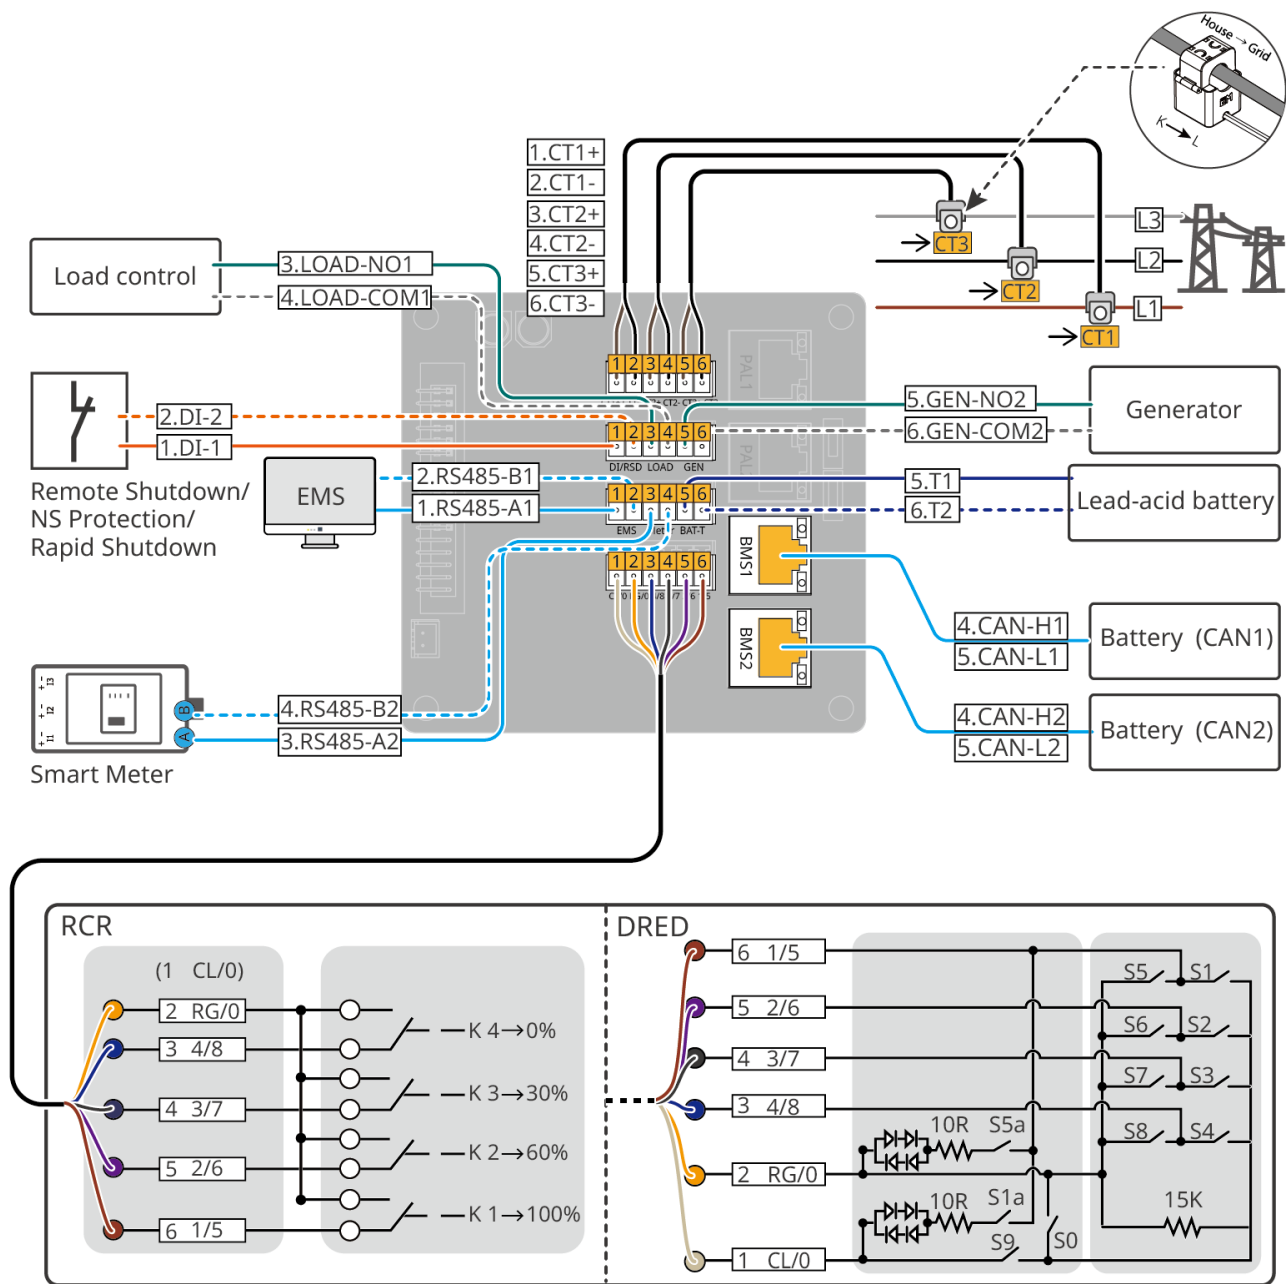 House → Grid
K → L
1.CT1+
2.CT1-
3.CT2+
4.CT2-
5.CT3+
6.CT3-
L3
CT3
L2
CT2
L1
CT1
Load control
3.LOAD-NO1
4.LOAD-COM1
1 2 3 4 5 6
PAL1
CT2-
2.DI-2
1.DI-1
Remote Shutdown/
NS Protection/
Rapid Shutdown
1 2 3 4 5 6
DI/RSD LOAD GEN
5.GEN-NO2
6.GEN-COM2
Generator
EMS
2.RS485-B1
1.RS485-A1
1 2 3 4 5 6
EMS BAT-T
5.T1
6.T2
Lead-acid battery
1 2 3 4 5 6
BMS1
BMS2
4.CAN-H1
5.CAN-L1
Battery (CAN1)
4.CAN-H2
5.CAN-L2
Battery (CAN2)
+ - I3
+ - I2
+ - I1
B
A
4.RS485-B2
3.RS485-A2
Smart Meter
RCR
(1 CL/0)
2 RG/0
3 4/8
4 3/7
5 2/6
6 1/5
K 4→0%
K 3→30%
K 2→60%
K 1→100%
DRED
6 1/5
5 2/6
4 3/7
3 4/8
2 RG/0
1 CL/0
S5 S1
S6 S2
S7 S3
S8 S4
10R S5a
10R S1a
S9 S0
15K